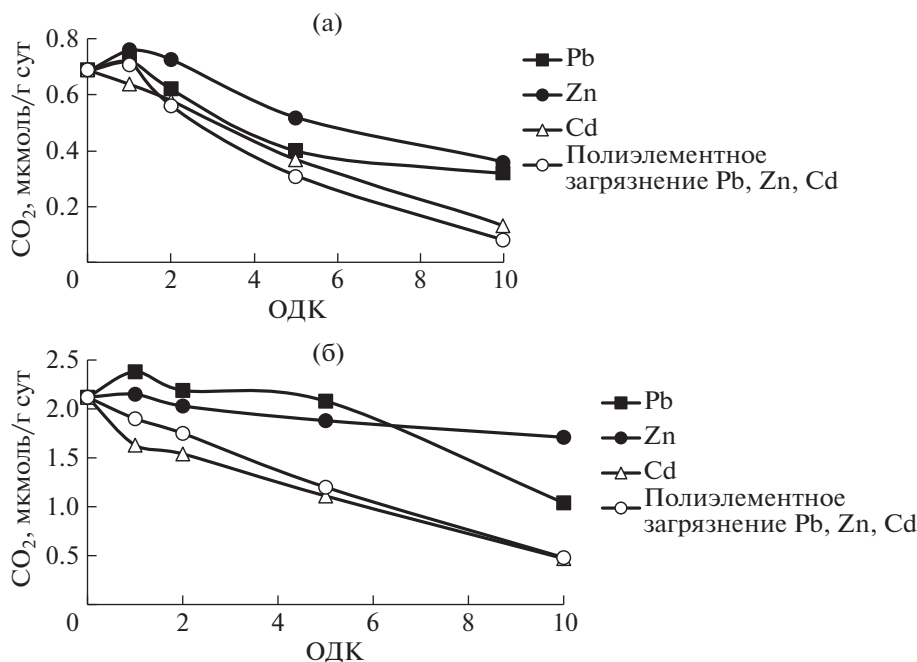 (а)
CO₂, мкмоль/г сут
0.8
0.6
0.4
0.2
0
2
4
6
8
10
ОДК
Pb
Zn
Cd
Полиэлементное
загрязнение Pb, Zn, Cd
(б)
CO₂, мкмоль/г сут
2.5
2.0
1.5
1.0
0.5
0
2
4
6
8
10
ОДК
Pb
Zn
Cd
Полиэлементное
загрязнение Pb, Zn, Cd